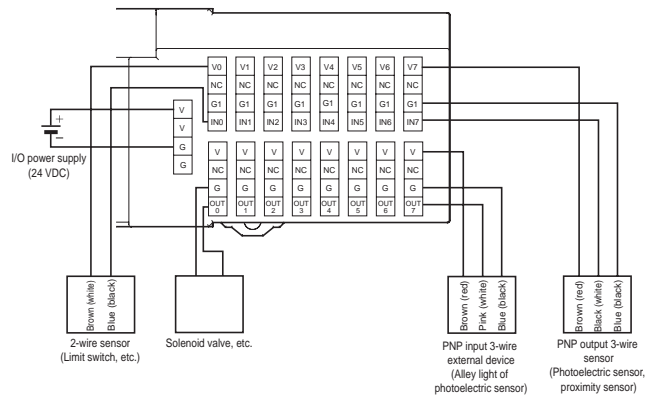 V0 V1 V2 V3 V4 V5 V6 V7
NC NC NC NC NC NC NC NC
G1 G1 G1 G1 G1 G1 G1 G1
IN0 IN1 IN2 IN3 IN4 IN5 IN6 IN7
V
V
G
G
+
−
I/O power supply
(24 VDC)
V V V V V V V V
NC NC NC NC NC NC NC NC
G G G G G G G G
OUT 0 OUT 1 OUT 2 OUT 3 OUT 4 OUT 5 OUT 6 OUT 7
Brown (white)
Blue (black)
2-wire sensor
(Limit switch, etc.)
Solenoid valve, etc.
Brown (red)
Pink (white)
Blue (black)
PNP input 3-wire
external device
(Alley light of
photoelectric sensor)
Brown (red)
Black (white)
Blue (black)
PNP output 3-wire
sensor
(Photoelectric sensor,
proximity sensor)